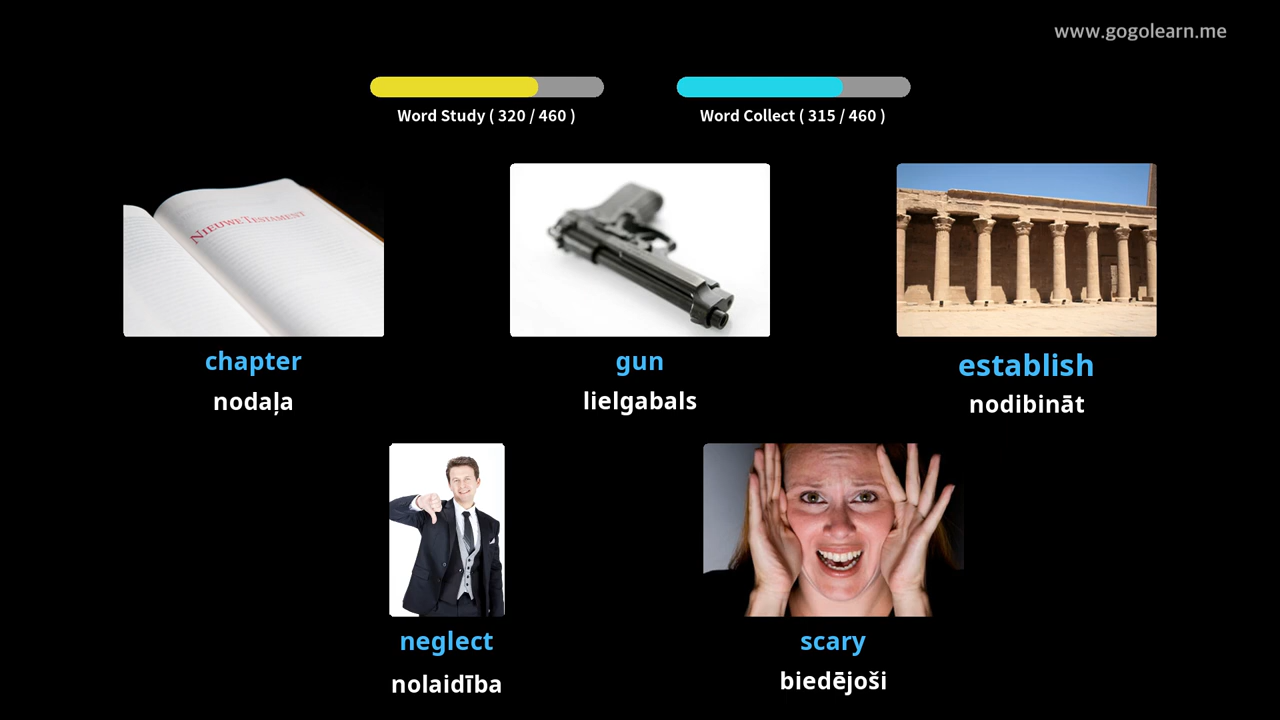 www.gogolearn.me
Word Study ( 320 / 460 )
Word Collect ( 315 / 460 )
NIEUWE TESTAMENT
chapter
nodaļa
gun
lielgabals
establish
nodibināt
neglect
nolaidība
scary
biedējoši